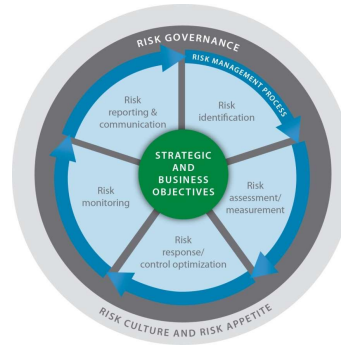 RISK GOVERNANCE
RISK MANAGEMENT PROCESS
Risk
identification
Risk
assessment/
measurement
Risk
response/
control optimization
Risk
monitoring
Risk
reporting &
communication
STRATEGIC
AND
BUSINESS
OBJECTIVES
RISK CULTURE AND RISK APPETITE